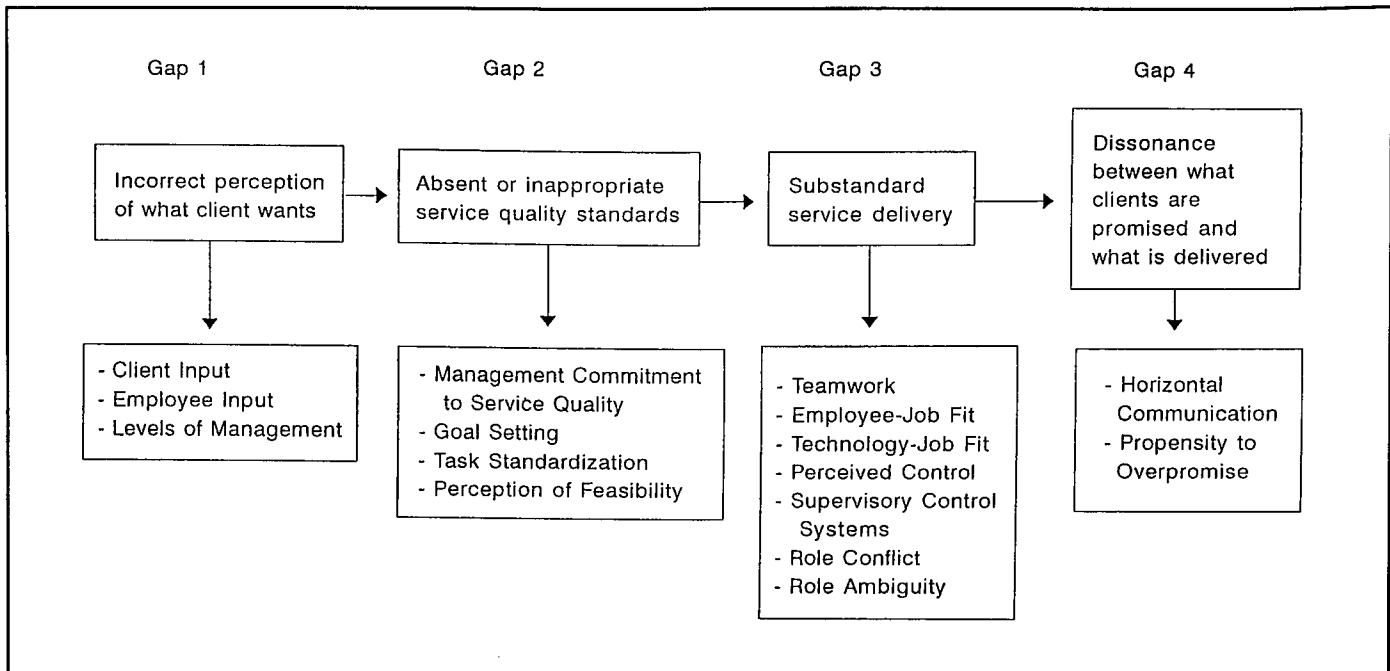 Gap 1
Gap 2
Gap 3
Gap 4
Incorrect perception
of what client wants
Absent or inappropriate
service quality standards
Substandard
service delivery
Dissonance
between what
clients are
promised and
what is delivered
- Client Input
- Employee Input
- Levels of Management
- Management Commitment
to Service Quality
- Goal Setting
- Task Standardization
- Perception of Feasibility
- Teamwork
- Employee-Job Fit
- Technology-Job Fit
- Perceived Control
- Supervisory Control
Systems
- Role Conflict
- Role Ambiguity
- Horizontal
Communication
- Propensity to
Overpromise